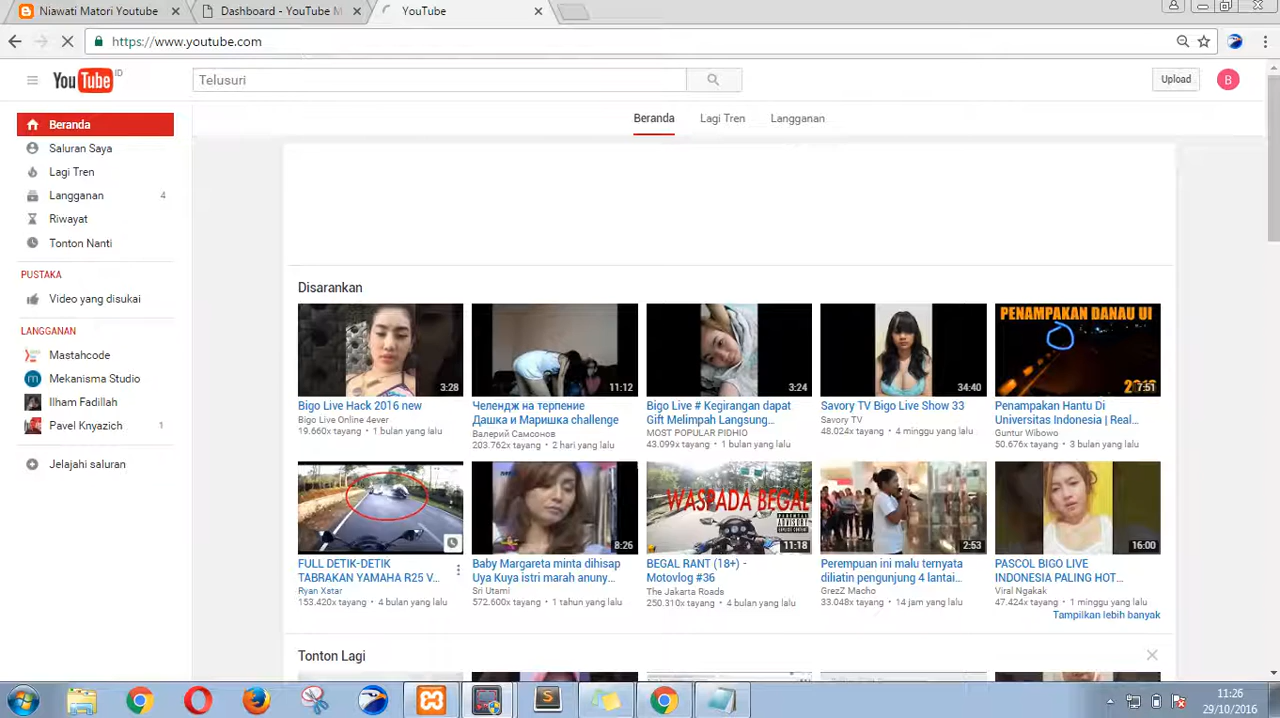 Niawati Matori Youtube
Dashboard - YouTube M
YouTube
https://www.youtube.com
YouTube ID
Telusuri
Upload
B
Beranda
Lagi Tren
Langganan
Beranda
Saluran Saya
Lagi Tren
Langganan 4
Riwayat
Tonton Nanti
PUSTAKA
Video yang disukai
LANGGANAN
Mastahcode
Mekanisma Studio
Ilham Fadillah
Pavel Knyazich 1
Jelajahi saluran
Disarankan
3:28
Bigo Live Hack 2016 new
Bigo Live Online 4ever
19.660x tayang • 1 bulan yang lalu
11:12
Челендж на терпение
Дашка и Маришка challenge
Валерий Самсонов
203.762x tayang • 2 hari yang lalu
3:24
Bigo Live # Kegirangan dapat
Gift Melimpah Langsung...
MOST POPULAR PIDHIO
43.099x tayang • 1 bulan yang lalu
34:40
Savory TV Bigo Live Show 33
Savory TV
48.024x tayang • 4 minggu yang lalu
PENAMPAKAN DANAU UI
7:51
Penampakan Hantu Di
Universitas Indonesia | Real...
Guntur Wibowo
50.676x tayang • 3 bulan yang lalu
FULL DETIK-DETIK
TABRAKAN YAMAHA R25 V...
Ryan Xstar
153.420x tayang • 4 bulan yang lalu
8:26
Baby Margareta minta dihisap
Uya Kuya istri marah anuny...
Sri Utami
572.600x tayang • 1 tahun yang lalu
WASPADA BEGAL
PARENTAL
ADVISORY
EXPLICIT CONTENT
11:18
BEGAL RANT (18+) -
Motovlog #36
The Jakarta Roads
250.310x tayang • 4 bulan yang lalu
2:53
Perempuan ini malu ternyata
diliatin pengunjung 4 lantai...
GrezZ Macho
33.048x tayang • 14 jam yang lalu
16:00
PASCOL BIGO LIVE
INDONESIA PALING HOT...
Viral Ngakak
47.424x tayang • 1 minggu yang lalu
Tampilkan lebih banyak
Tonton Lagi
11:26
29/10/2016